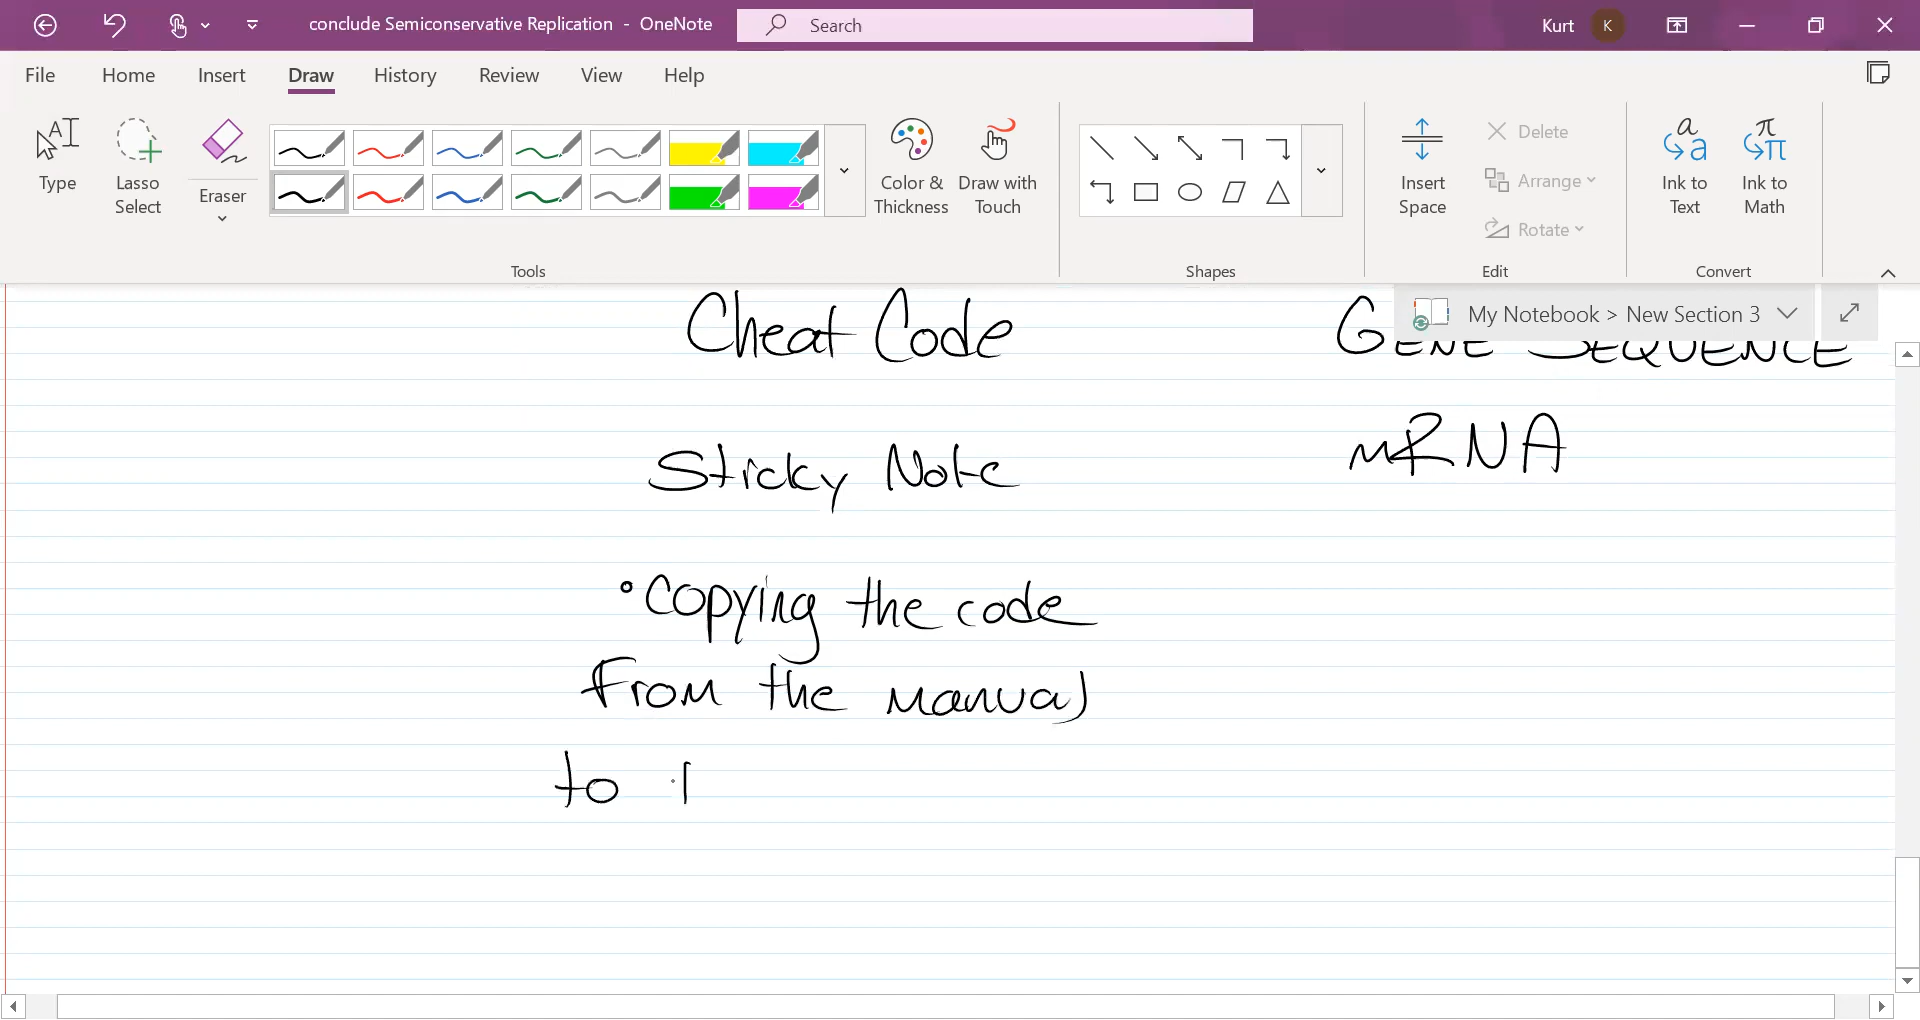 conclude Semiconservative Replication - OneNote
Search
Kurt
K
File Home Insert Draw History Review View Help
Type
Lasso Select
Eraser
Color & Thickness
Draw with Touch
Insert Space
Delete
Arrange
Rotate
Ink to Text
Ink to Math
Tools
Shapes
Edit
Convert
My Notebook > New Section 3
Cheat Code
GENE SEQUENCE
Sticky Note
mRNA
Copying the code
From the manual
to